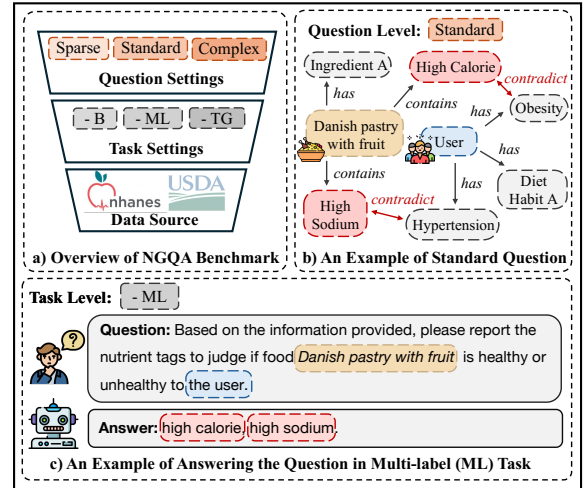 Sparse Standard Complex
Question Settings
- B - ML - TG
Task Settings
nhanes USDA
Data Source
a) Overview of NGQA Benchmark
Question Level: Standard
Ingredient A
High Calorie
contradict
has
contains
has
Obesity
Danish pastry
with fruit
User
has
contains
Diet
Habit A
High
Sodium
contradict
has
Hypertension
b) An Example of Standard Question
Task Level: - ML
?
Question: Based on the information provided, please report the
nutrient tags to judge if food Danish pastry with fruit is healthy or
unhealthy to the user.
Answer: high calorie, high sodium.
c) An Example of Answering the Question in Multi-label (ML) Task